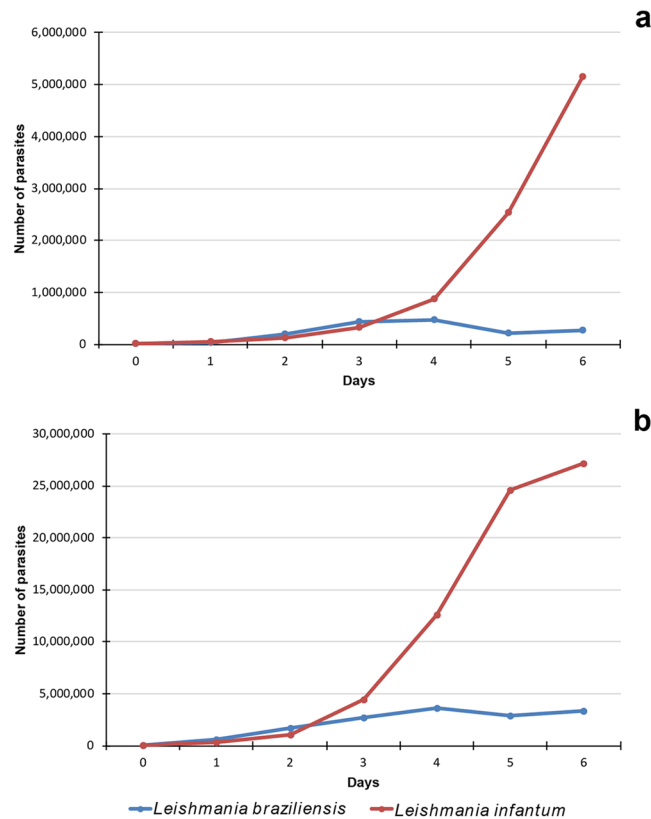 a
6,000,000
5,000,000
4,000,000
3,000,000
2,000,000
1,000,000
0
Number of parasites
0 1 2 3 4 5 6
Days
b
30,000,000
25,000,000
20,000,000
15,000,000
10,000,000
5,000,000
0
Number of parasites
0 1 2 3 4 5 6
Days
Leishmania braziliensis Leishmania infantum